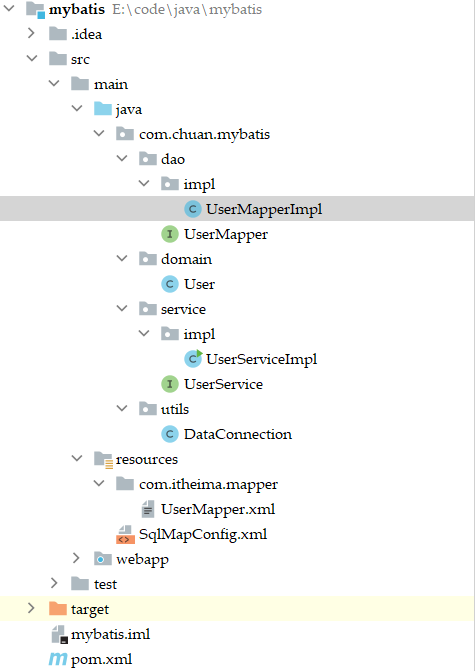 mybatis E:\code\java\mybatis
.idea
src
main
java
com.chuan.mybatis
dao
impl
C UserMapperImpl
I UserMapper
domain
C User
service
impl
C UserServiceImpl
I UserService
utils
C DataConnection
resources
com.itheima.mapper
UserMapper.xml
SqlMapConfig.xml
webapp
test
target
mybatis.iml
m pom.xml